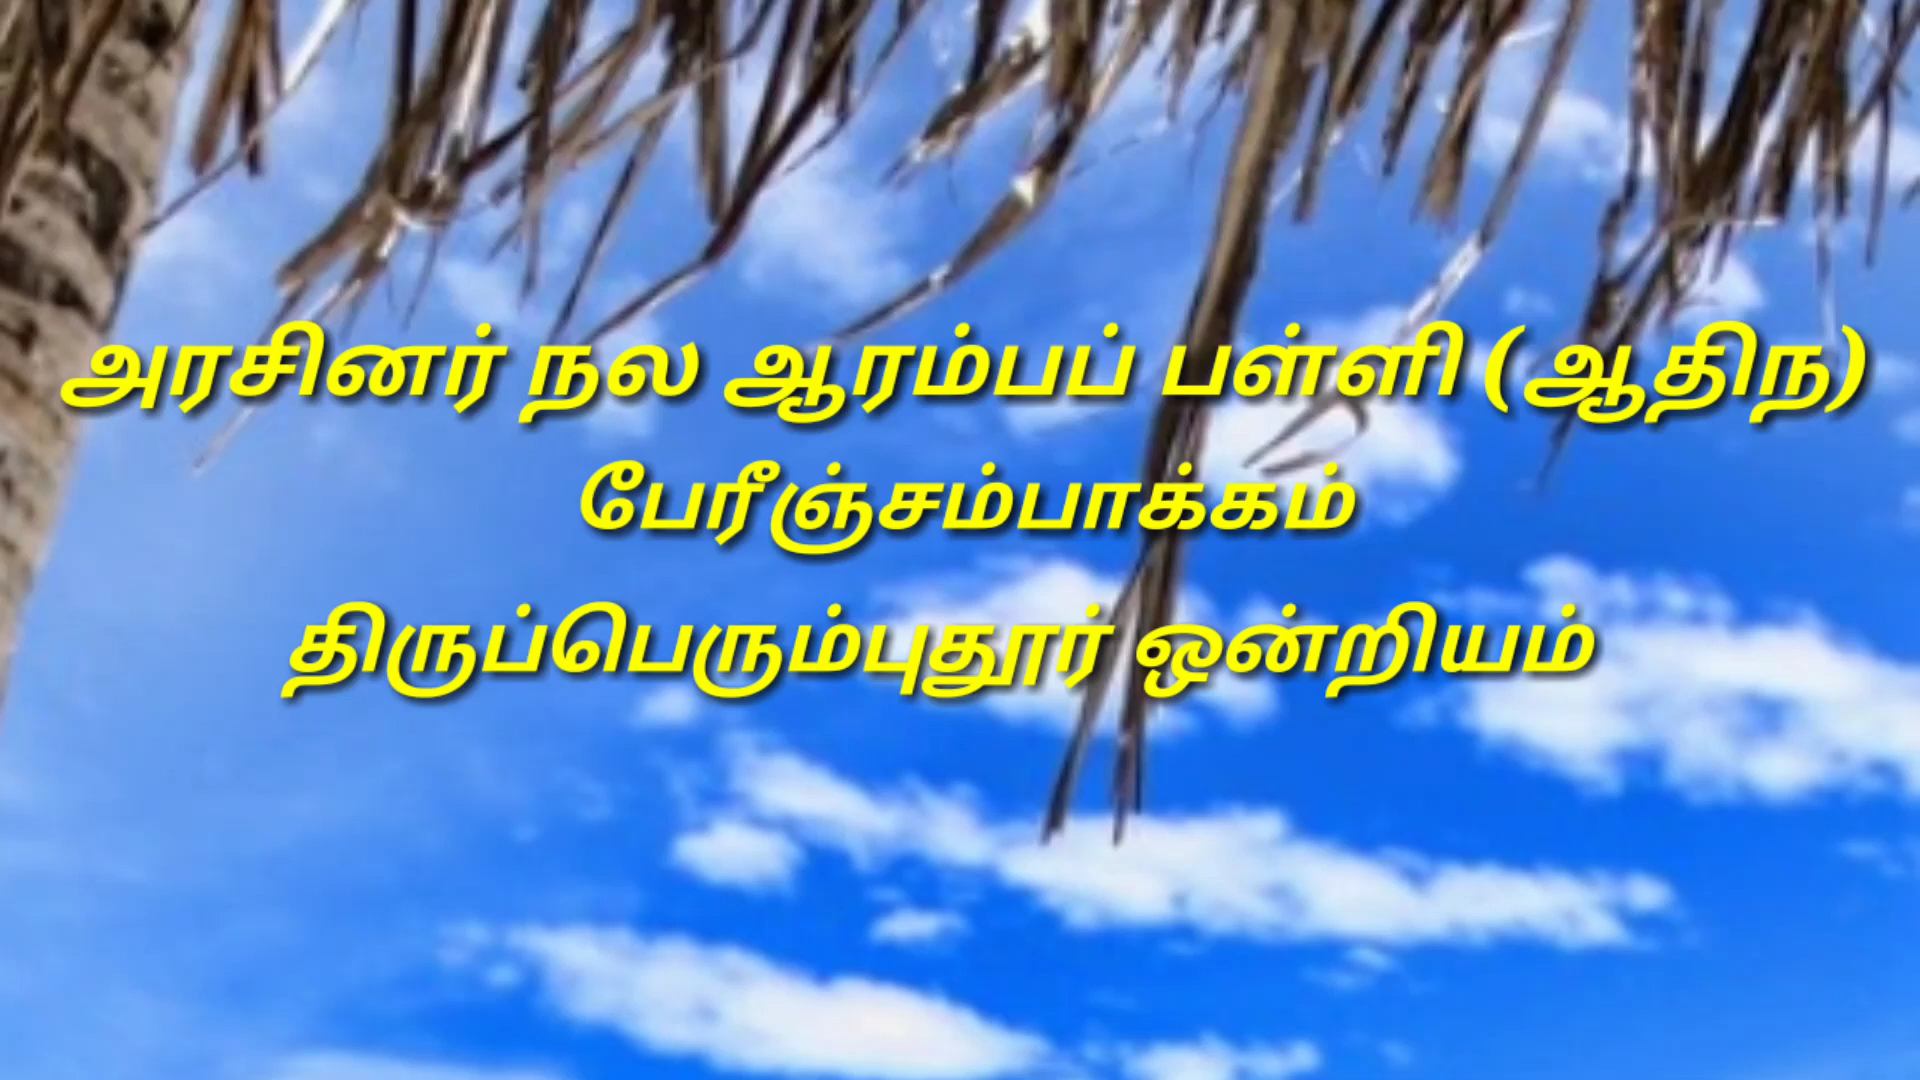 அரசினர் நல ஆரம்பப் பள்ளி (ஆதிந)
பேரீஞ்சம்பாக்கம்
திருப்பெரும்புதூர் ஒன்றியம்